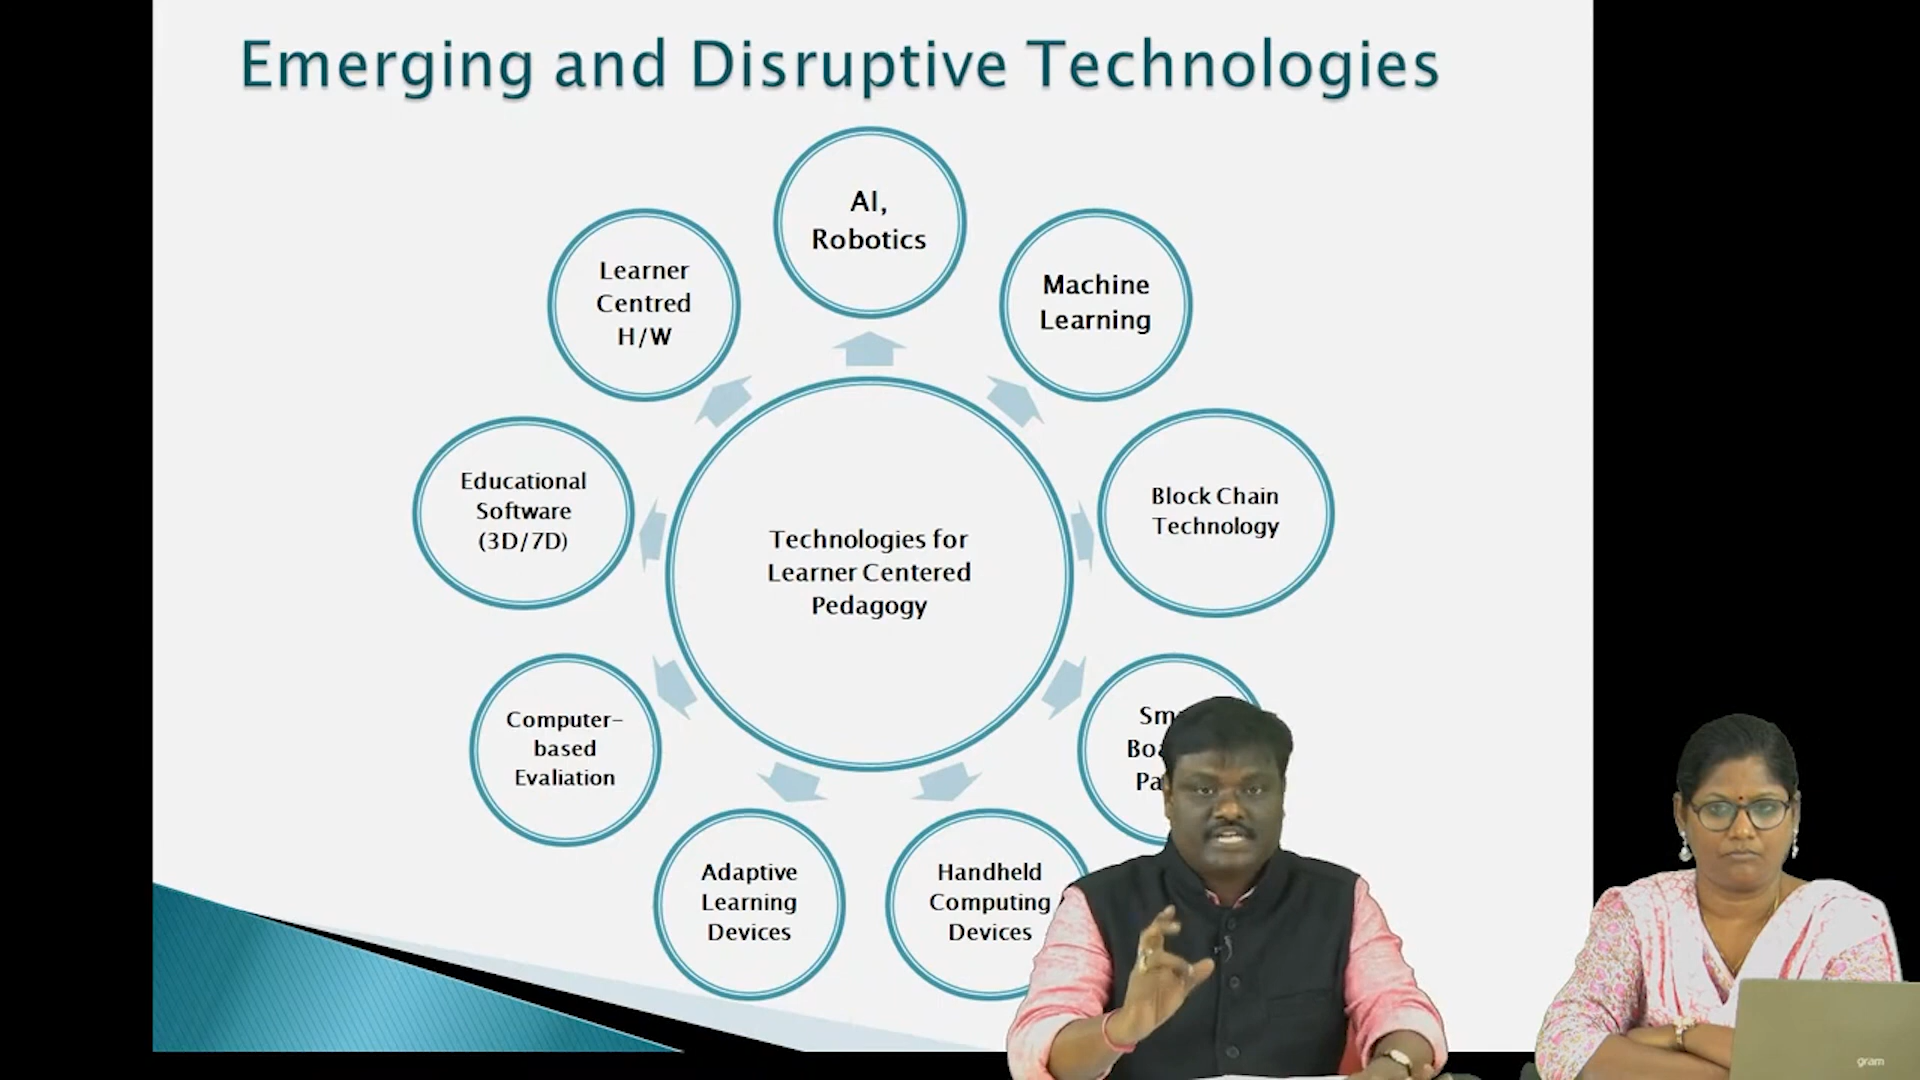 Emerging and Disruptive Technologies
AI,
Robotics
Machine
Learning
Block Chain
Technology
Handheld
Computing
Devices
Adaptive
Learning
Devices
Computer-
based
Evaliation
Educational
Software
(3D/7D)
Learner
Centred
H/W
Technologies for
Learner Centered
Pedagogy
gram